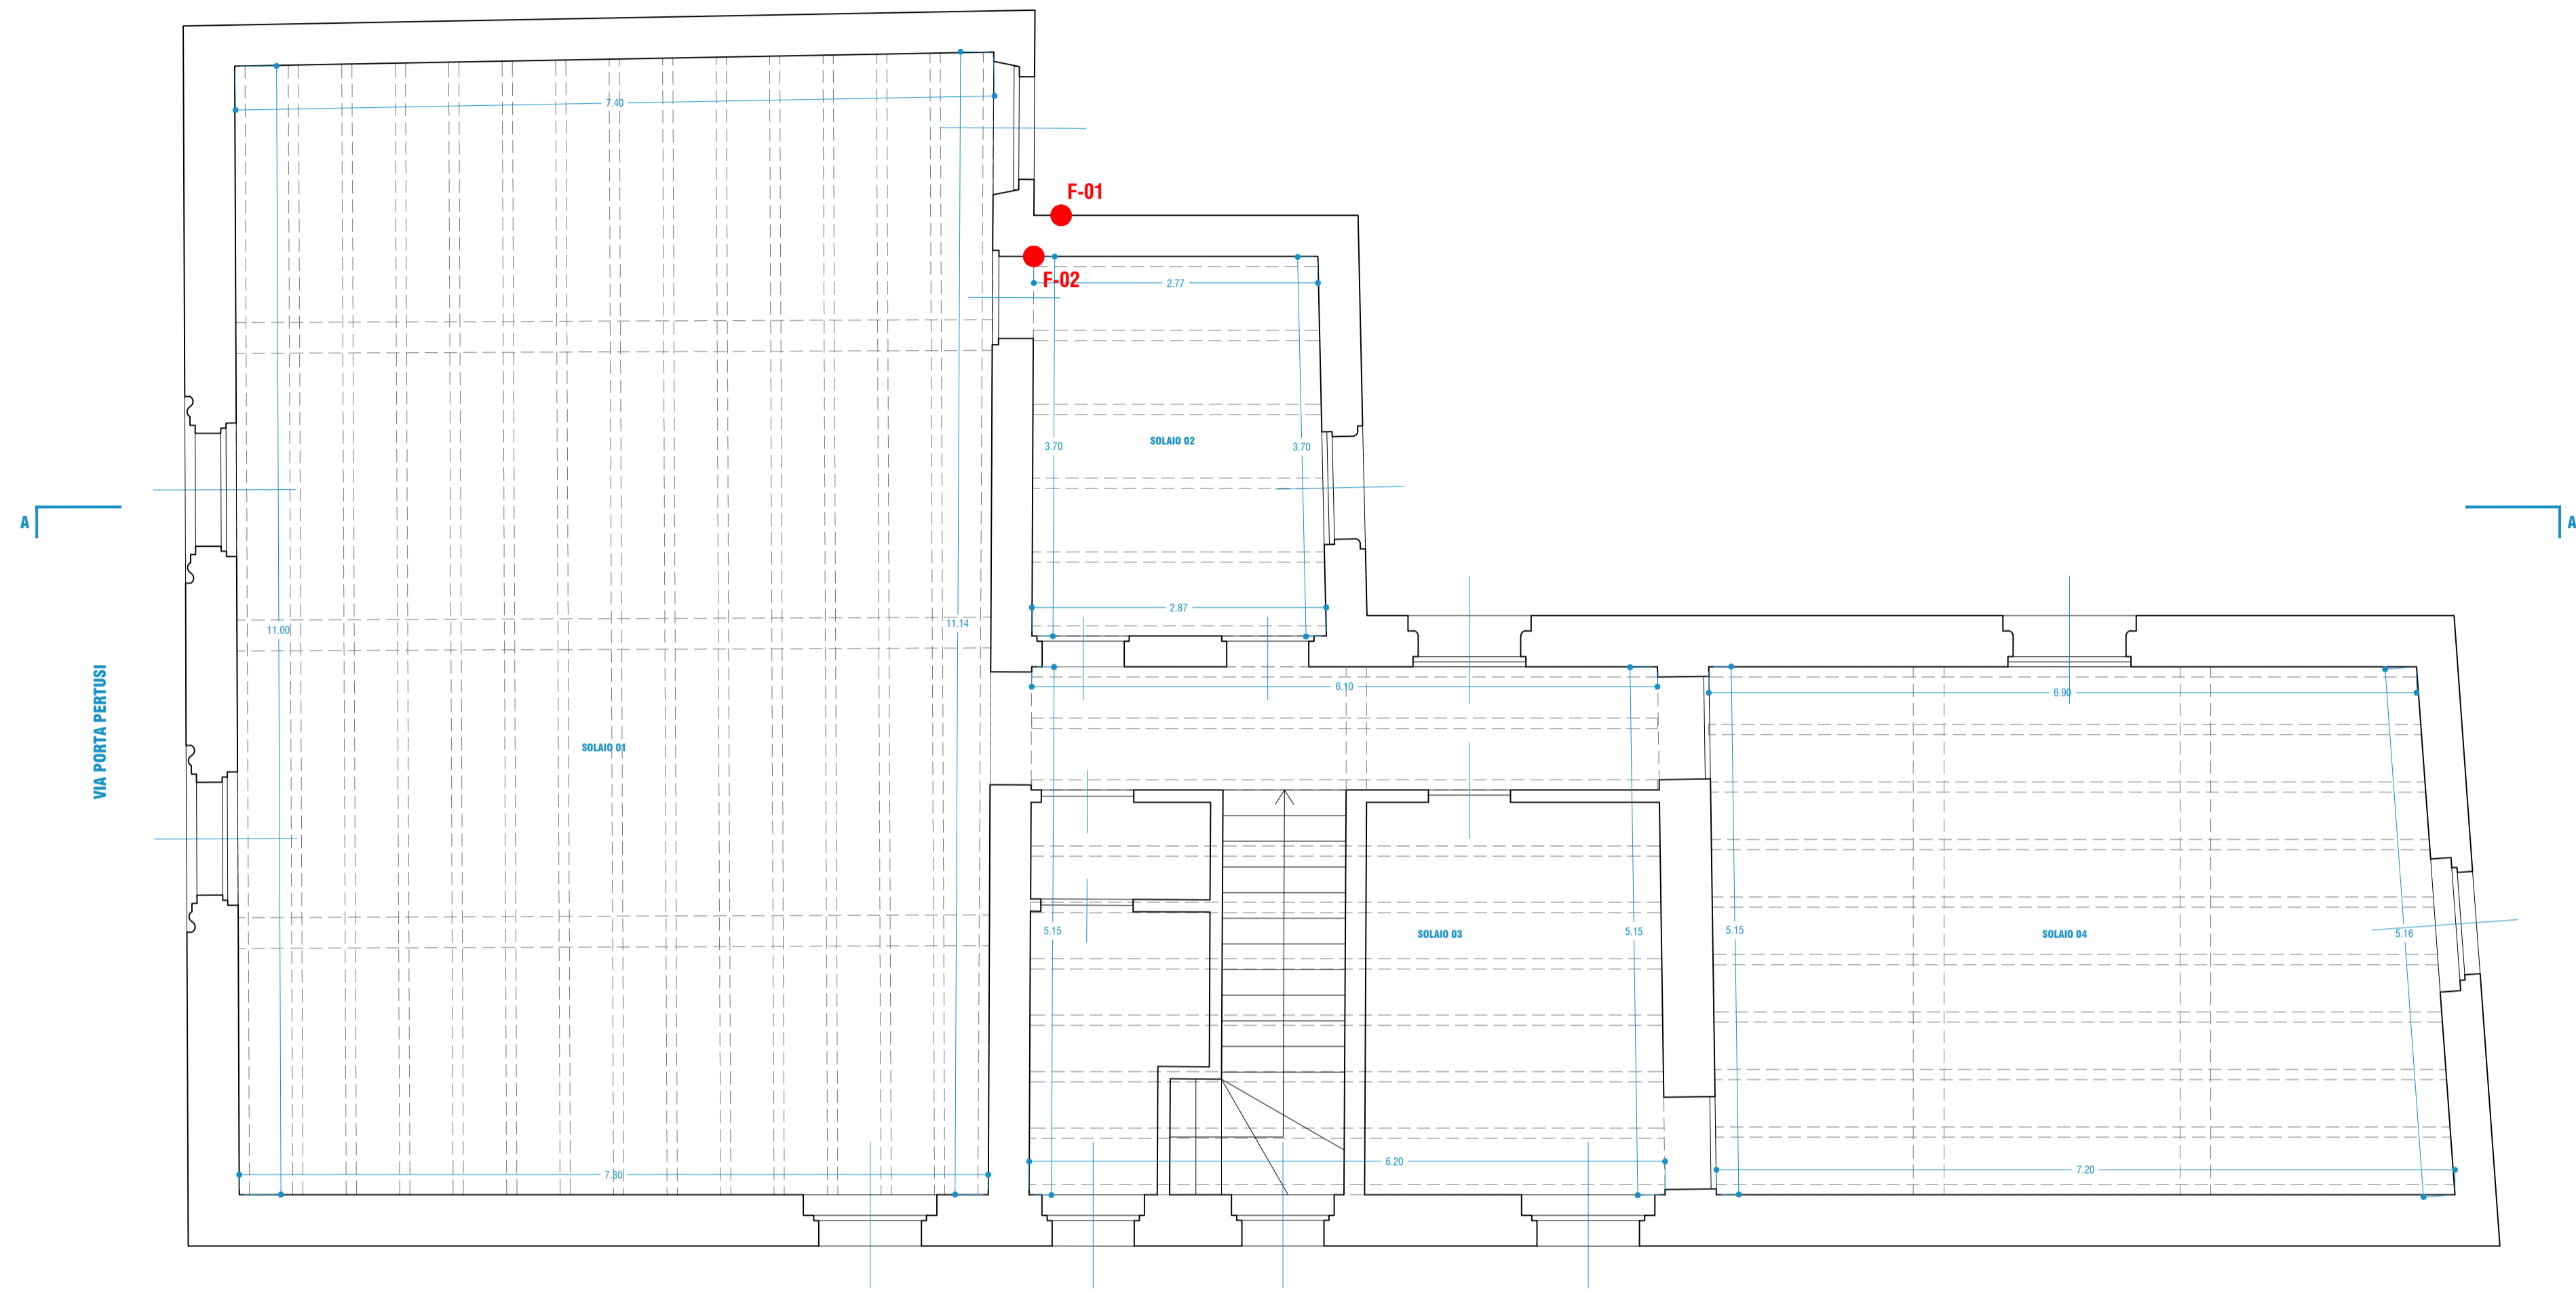 7.40
F-01
F-02
2.77
3.70
SOLAIO 02
3.70
A
A
2.87
11.00
11.14
VIA PORTA PERTUSI
6.10
6.90
SOLAIO 01
5.15
SOLAIO 03
5.15
5.15
SOLAIO 04
5.16
7.30
6.20
7.20